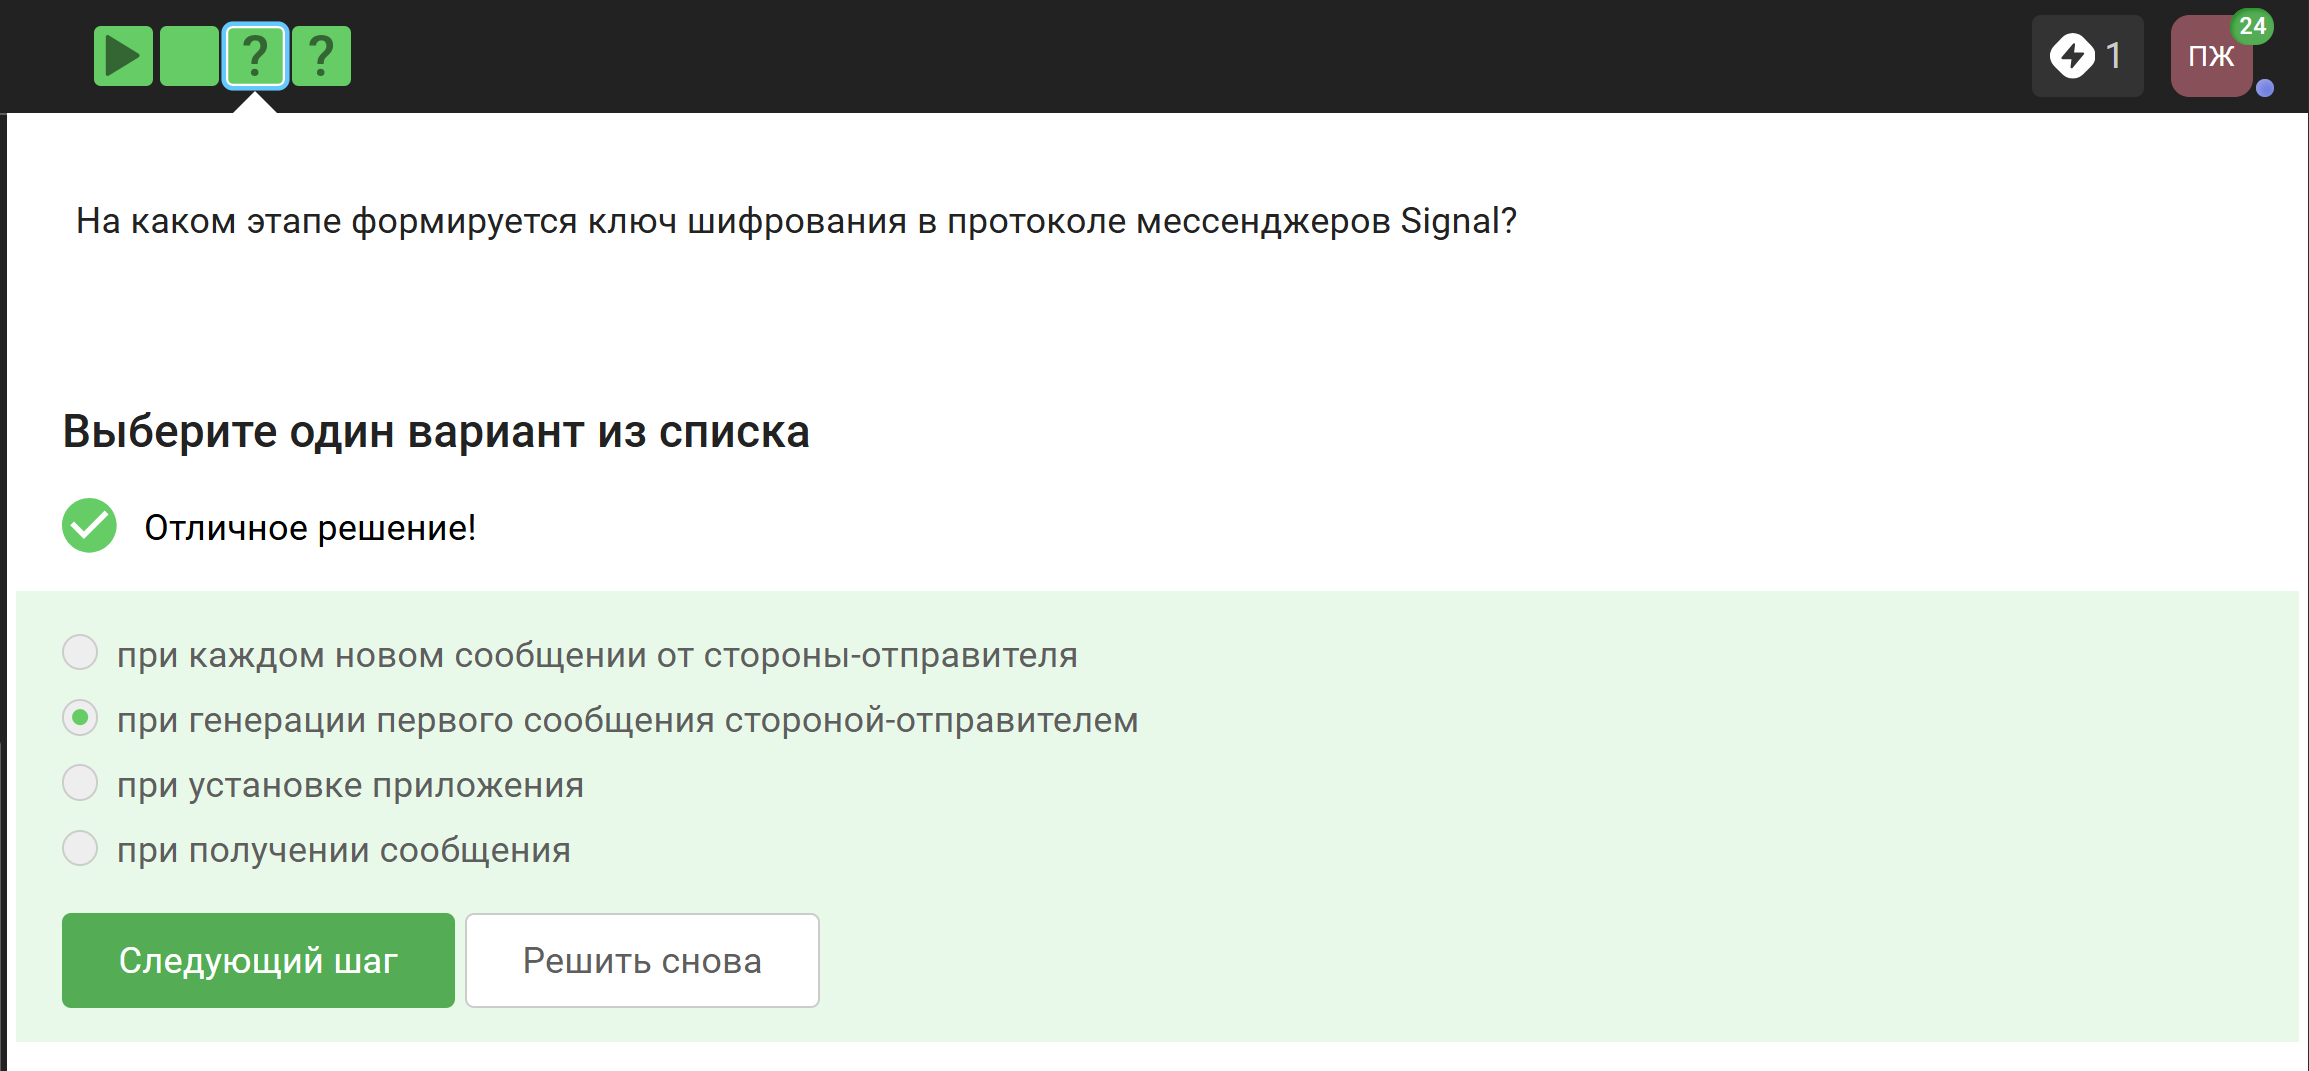 ? ?
1
ПЖ
24
На каком этапе формируется ключ шифрования в протоколе мессенджеров Signal?
Выберите один вариант из списка
Отличное решение!
при каждом новом сообщении от стороны-отправителя
при генерации первого сообщения стороной-отправителем
при установке приложения
при получении сообщения
Следующий шаг
Решить снова